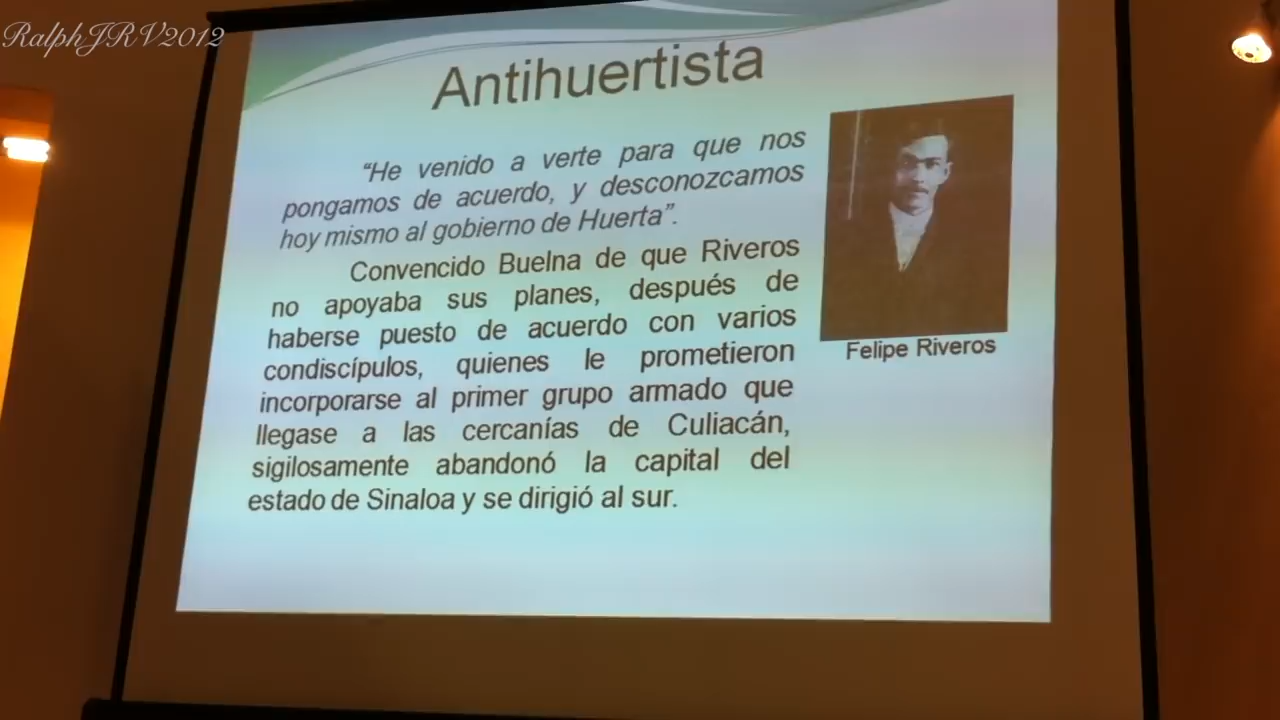 RalphJRV2012
Antihuertista
“He venido a verte para que nos
pongamos de acuerdo, y desconozcamos
hoy mismo al gobierno de Huerta”.
Convencido Buelna de que Riveros
no apoyaba sus planes, después de
haberse puesto de acuerdo con varios
condiscípulos, quienes le prometieron
incorporarse al primer grupo armado que
llegase a las cercanías de Culiacán,
sigilosamente abandonó la capital del
estado de Sinaloa y se dirigió al sur.
Felipe Riveros